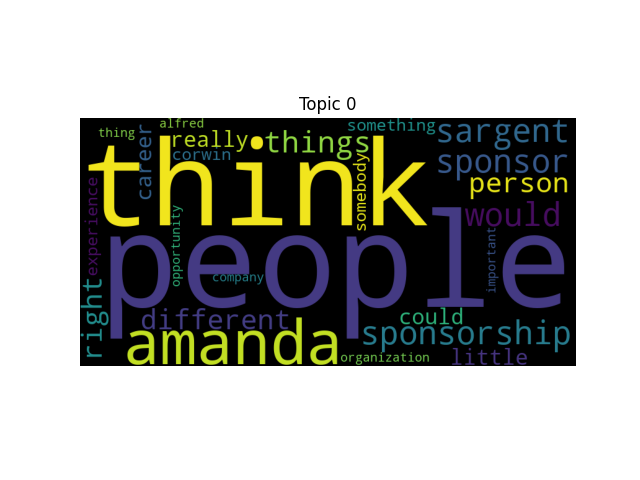 Topic 0
thing
alfred
something
sargent
career
really
things
corwin
somebody
sponsor
think
person
experience
opportunity
would
people
important
company
right
different
could
sponsorship
amanda
organization
little